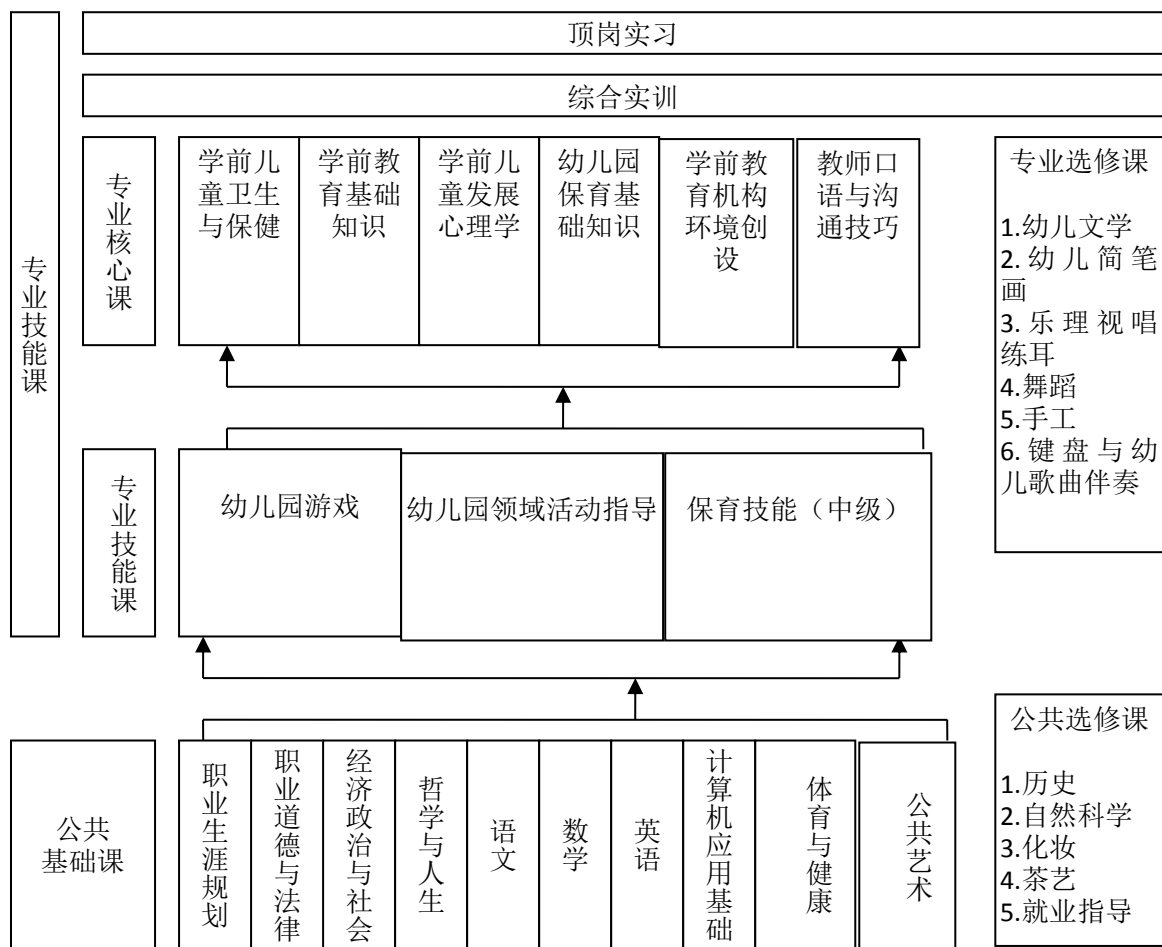 顶岗实习
综合实训
专业技能课
专业核心课
学前儿
童卫生
与保健
学前教
育基础
知识
学前儿
童发展
心理学
幼儿园
保育基
础知识
学前教
育机构
环境创
设
教师口
语与沟
通技巧
专业选修课
1.幼儿文学
2.幼儿简笔
画
3.乐理视唱
练耳
4.舞蹈
5.手工
6.键盘与幼
儿歌曲伴奏
专业技能课
幼儿园游戏
幼儿园领域活动指导
保育技能（中级）
公共
基础课
职业生涯规划
职业道德与法律
经济政治与社会
哲学与人生
语文
数学
英语
计算机应用基础
体育与健康
公共艺术
公共选修课
1.历史
2.自然科学
3.化妆
4.茶艺
5.就业指导